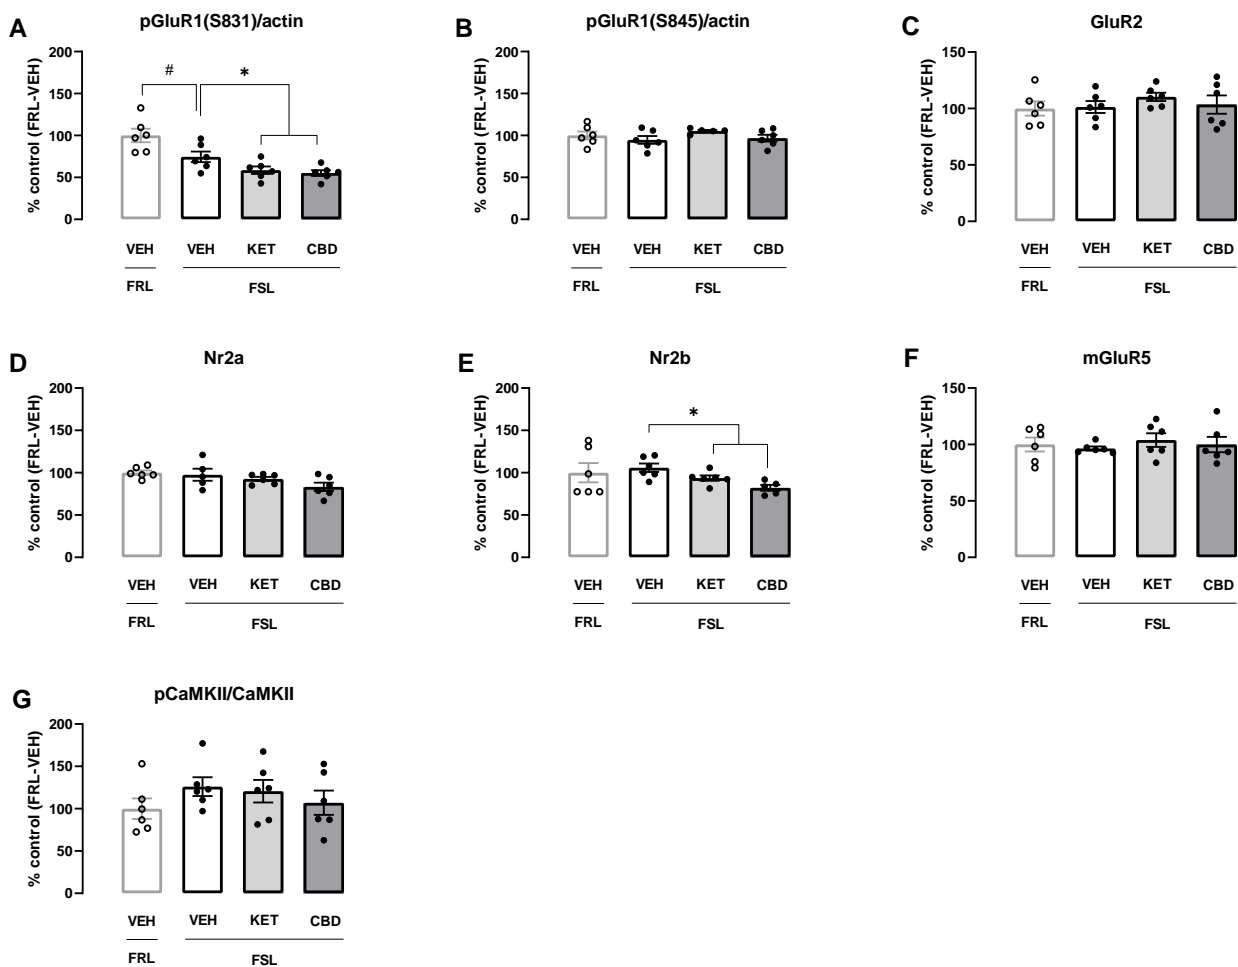 A
pGluR1(S831)/actin
% control (FRL-VEH)
200
150
100
50
0
#
*
VEH VEH KET CBD
FRL FSL
B
pGluR1(S845)/actin
% control (FRL-VEH)
200
150
100
50
0
VEH VEH KET CBD
FRL FSL
C
GluR2
% control (FRL-VEH)
150
100
50
0
VEH VEH KET CBD
FRL FSL
D
Nr2a
% control (FRL-VEH)
200
150
100
50
0
VEH VEH KET CBD
FRL FSL
E
Nr2b
% control (FRL-VEH)
200
150
100
50
0
*
VEH VEH KET CBD
FRL FSL
F
mGluR5
% control (FRL-VEH)
150
100
50
0
VEH VEH KET CBD
FRL FSL
G
pCaMKII/CaMKII
% control (FRL-VEH)
200
150
100
50
0
VEH VEH KET CBD
FRL FSL